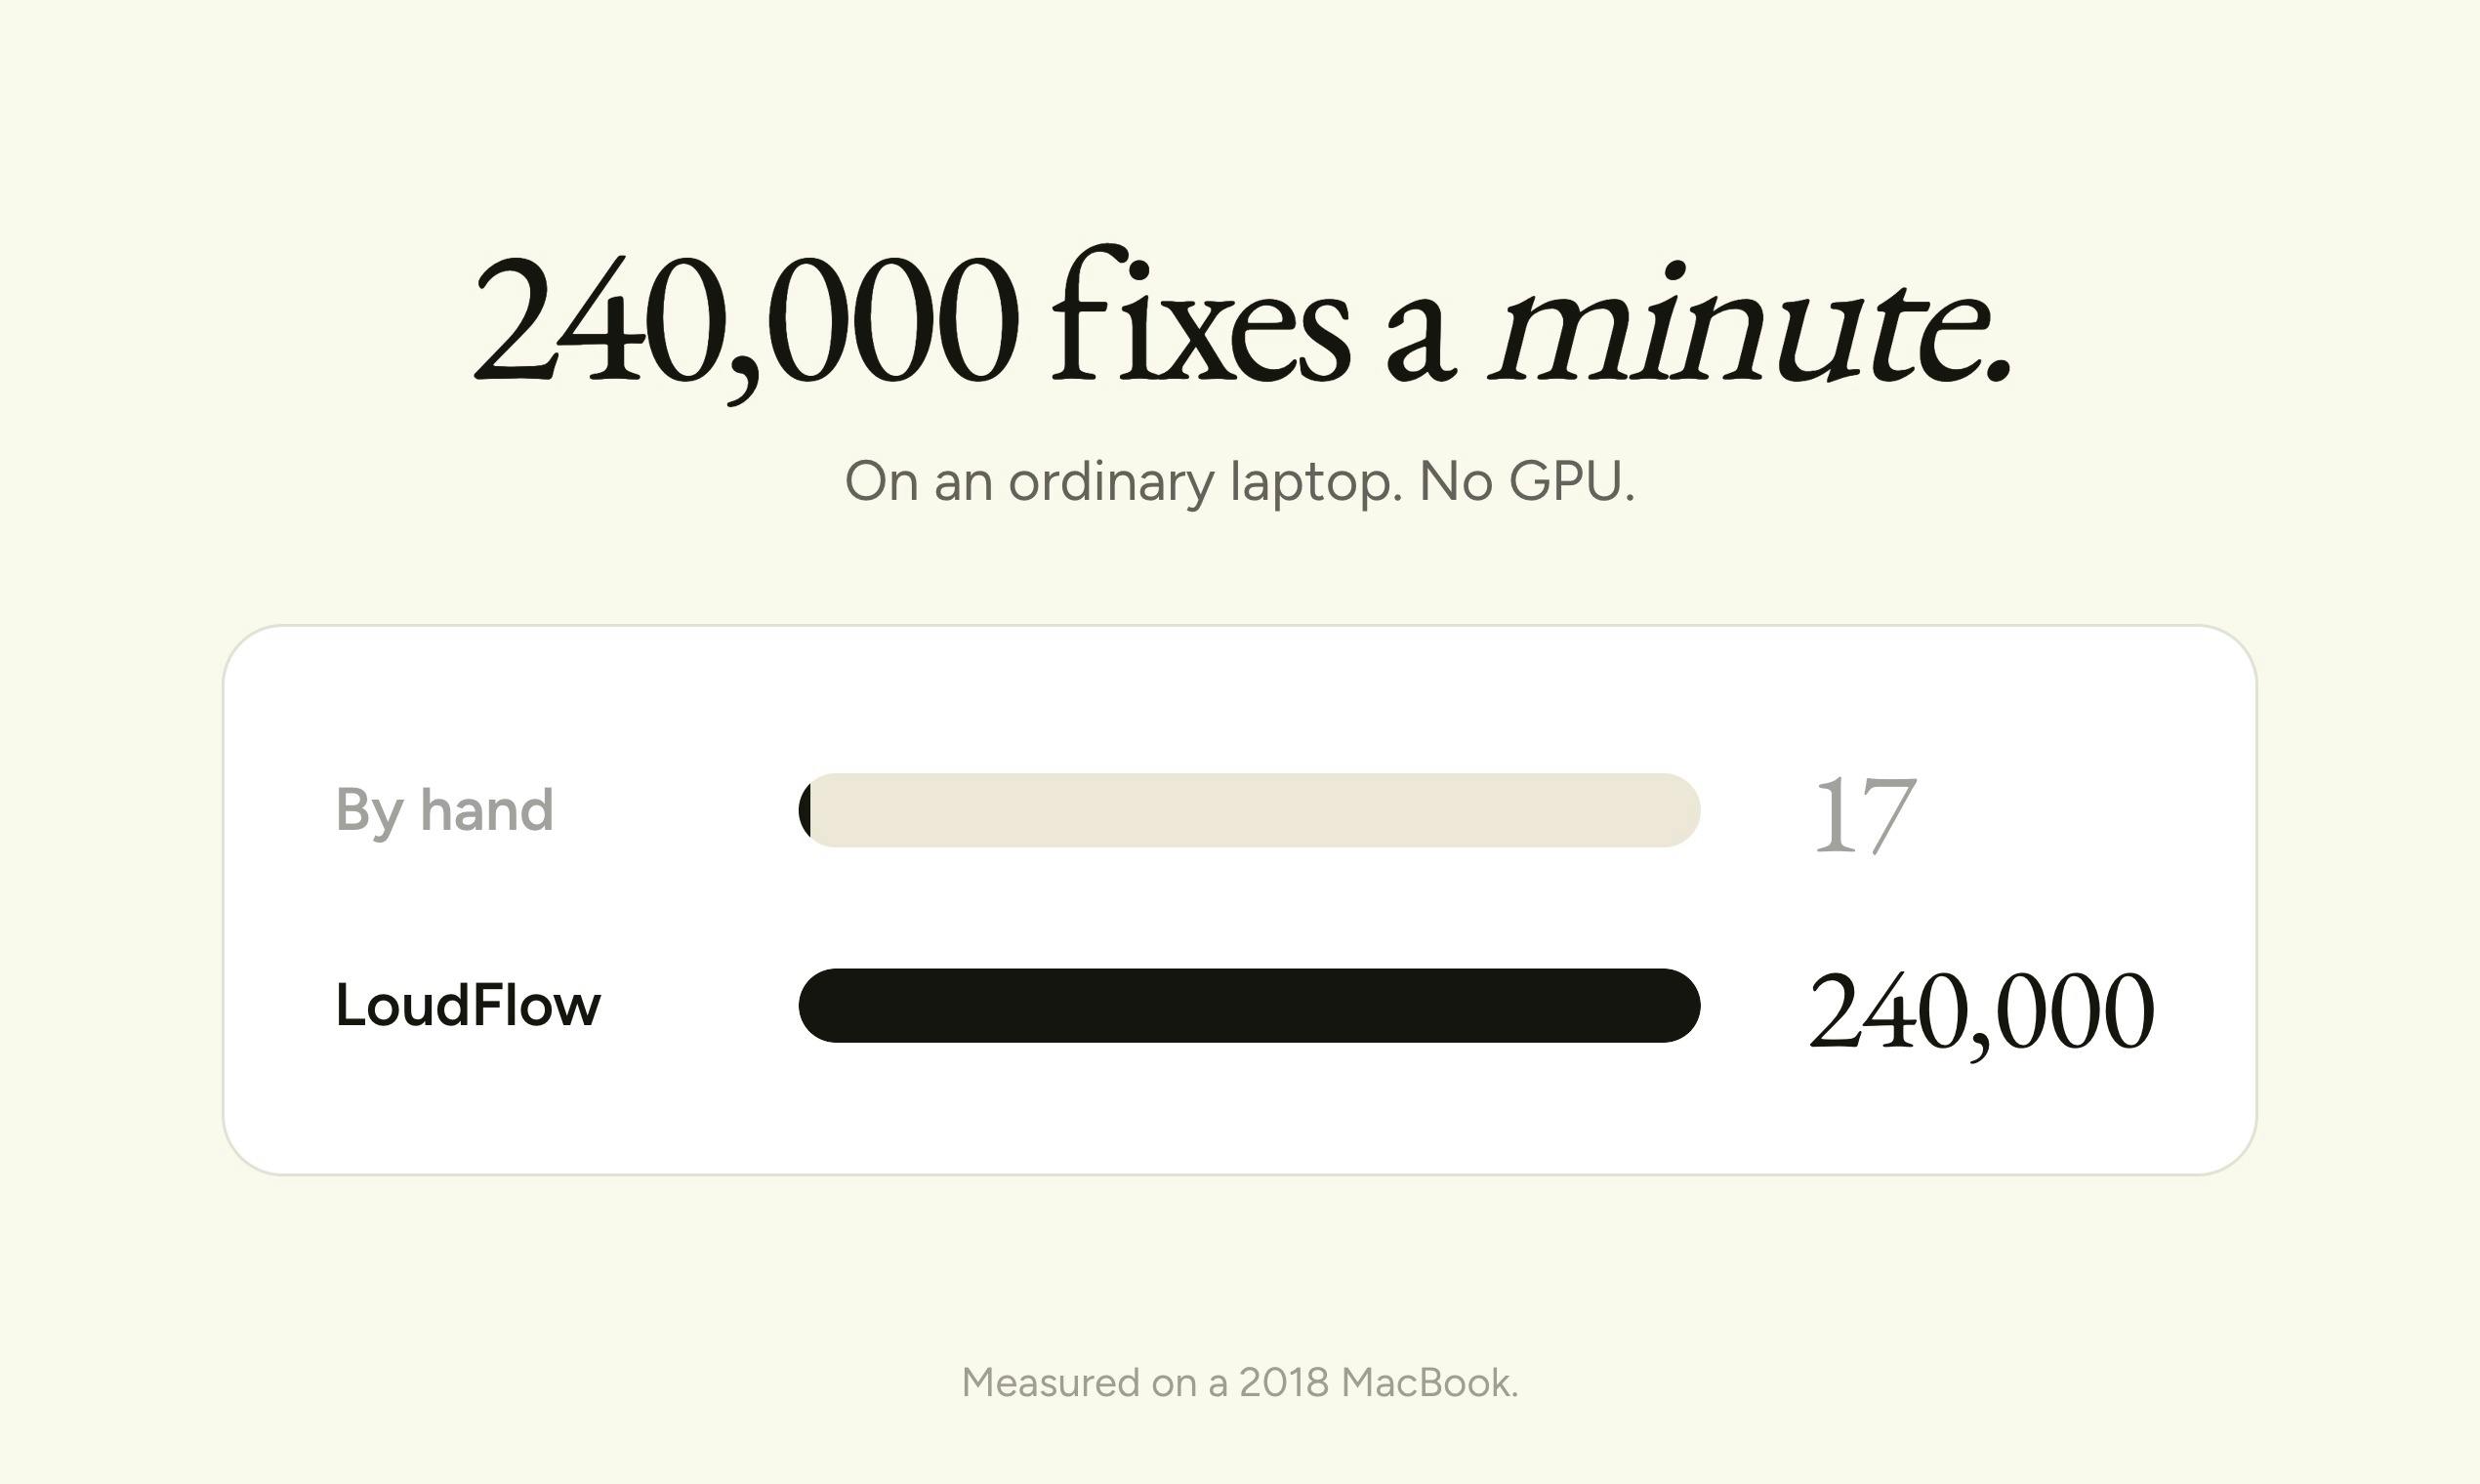 240,000 fixes a minute.
On an ordinary laptop. No GPU.
By hand 17
LoudFlow 240,000
Measured on a 2018 MacBook.